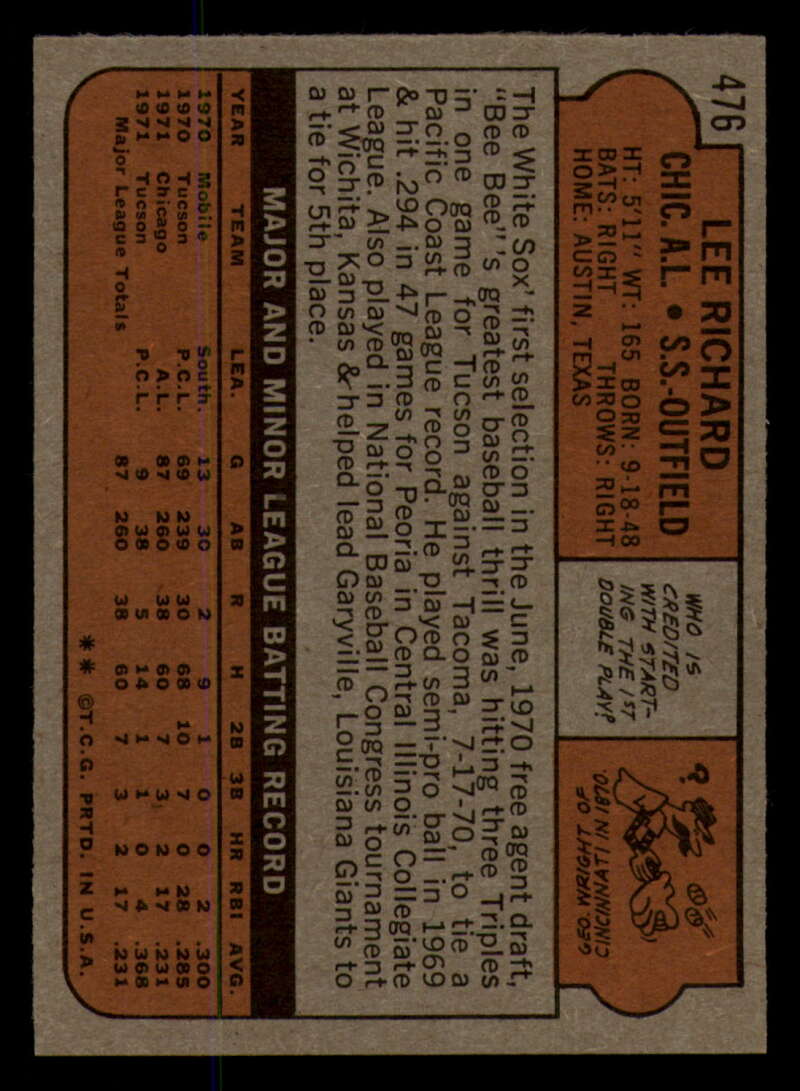 476
LEE RICHARD
CHIC. A.L. • S.S.-OUTFIELD
HT: 5'11" WT: 165 BORN: 9-18-48
BATS: RIGHT THROWS: RIGHT
HOME: AUSTIN, TEXAS
WHO IS
CREDITED
WITH START-
ING THE 1ST
DOUBLE PLAY?
GEO. WRIGHT OF
CINCINNATI IN 1870.
The White Sox' first selection in the June, 1970 free agent draft,
"Bee Bee"'s greatest baseball thrill was hitting three Triples
in one game for Tucson against Tacoma, 7-17-70, to tie a
Pacific Coast League record. He played semi-pro ball in 1969
& hit .294 in 47 games for Peoria in Central Illinois Collegiate
League. Also played in National Baseball Congress tournament
at Wichita, Kansas & helped lead Garyville, Louisiana Giants to
a tie for 5th place.
MAJOR AND MINOR LEAGUE BATTING RECORD
YEAR TEAM LEA. G AB R H 2B 3B HR RBI AVG.
1970 Mobile South. 13 30 2 9 1 0 0 2 .300
1970 Tucson P.C.L. 69 239 30 68 10 7 0 28 .285
1971 Chicago A.L. 87 260 38 60 7 3 2 17 .231
1971 Tucson P.C.L. 9 38 5 14 1 1 0 4 .368
Major League Totals 87 260 38 60 7 3 2 17 .231
** ©T.C.G. PRTD. IN U.S.A.